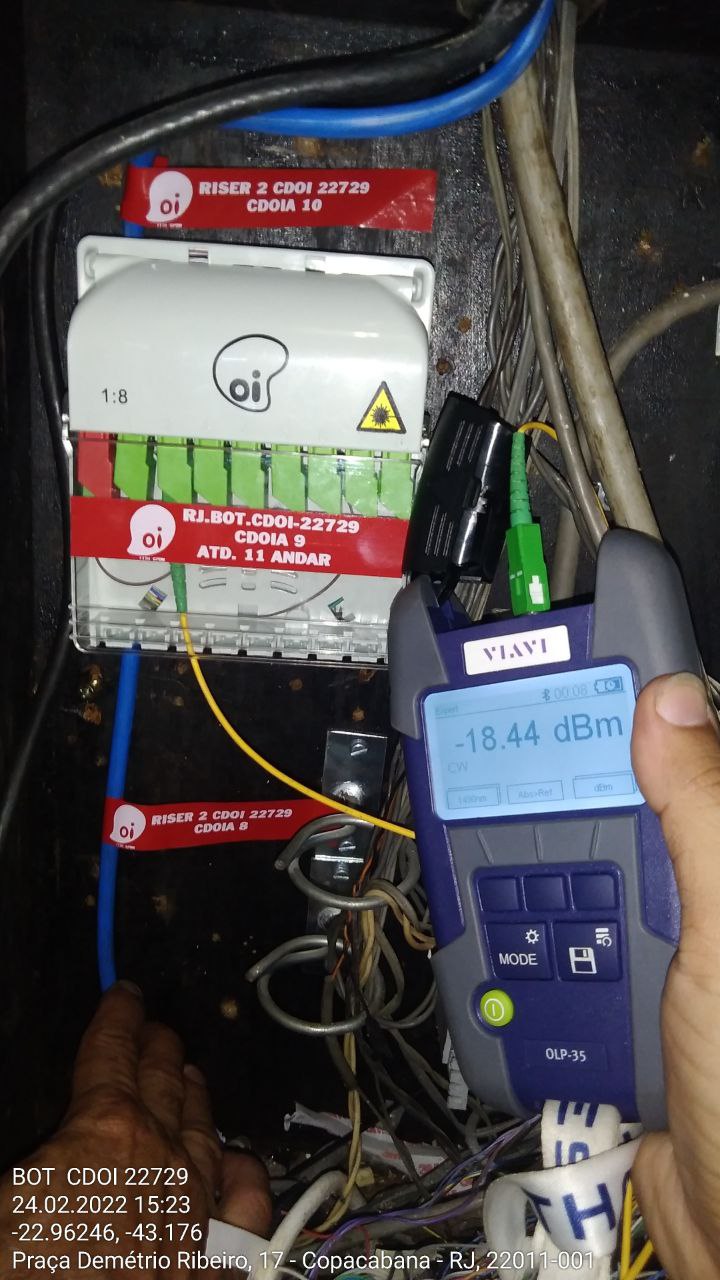 oi RISER 2 CDOI 22729
CDOIA 10
1:8
oi
oi RJ.BOT.CDOI-22729
CDOIA 9
ATD. 11 ANDAR
VIAVI
Expert 00:08
-18.44 dBm
CW
1490nm Abs>Ref dBm
oi RISER 2 CDOI 22729
CDOIA 8
MODE
OLP-35
BOT CDOI 22729
24.02.2022 15:23
-22.96246, -43.176
Praça Demétrio Ribeiro, 17 - Copacabana - RJ, 22011-001